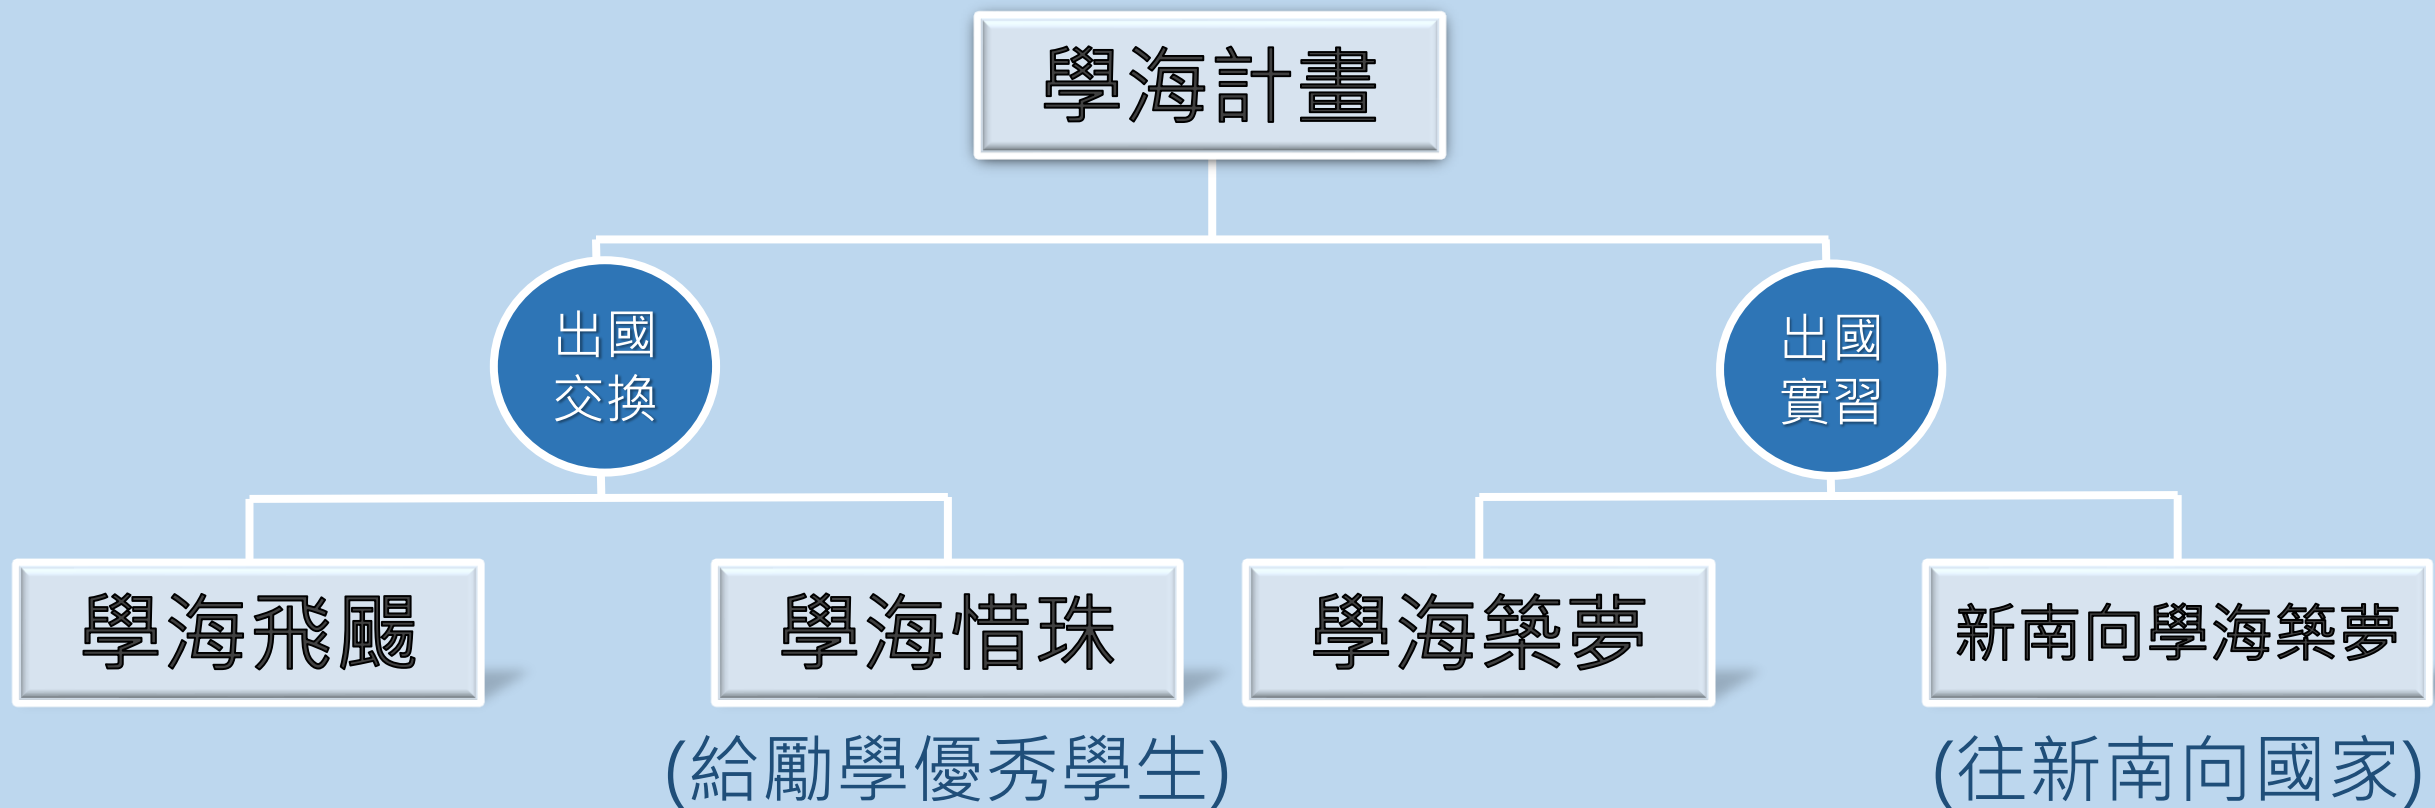 學海計畫
出國
交換
出國
實習
學海飛颺
學海惜珠
學海築夢
新南向學海築夢
(給勵學優秀學生)
(往新南向國家)